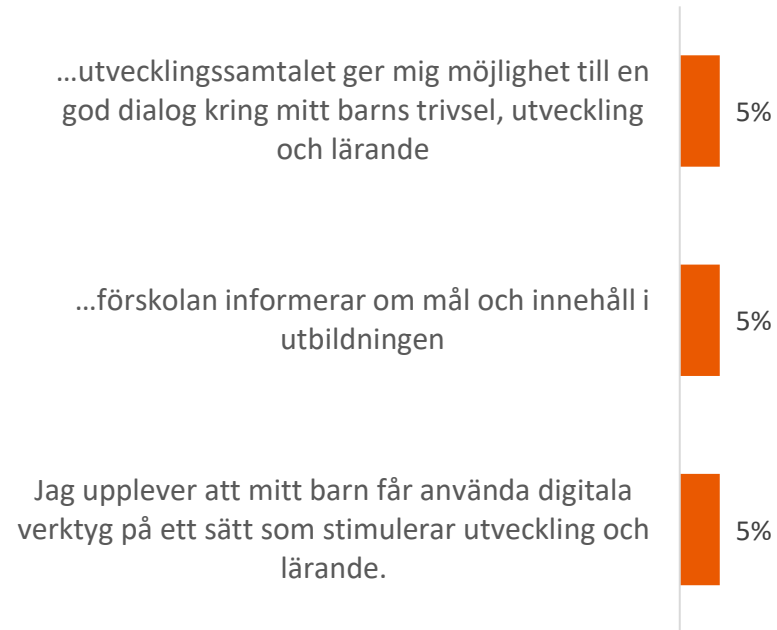 ...utvecklingssamtalet ger mig möjlighet till en
god dialog kring mitt barns trivsel, utveckling
och lärande
5%
...förskolan informerar om mål och innehåll i
utbildningen
5%
Jag upplever att mitt barn får använda digitala
verktyg på ett sätt som stimulerar utveckling och
lärande.
5%